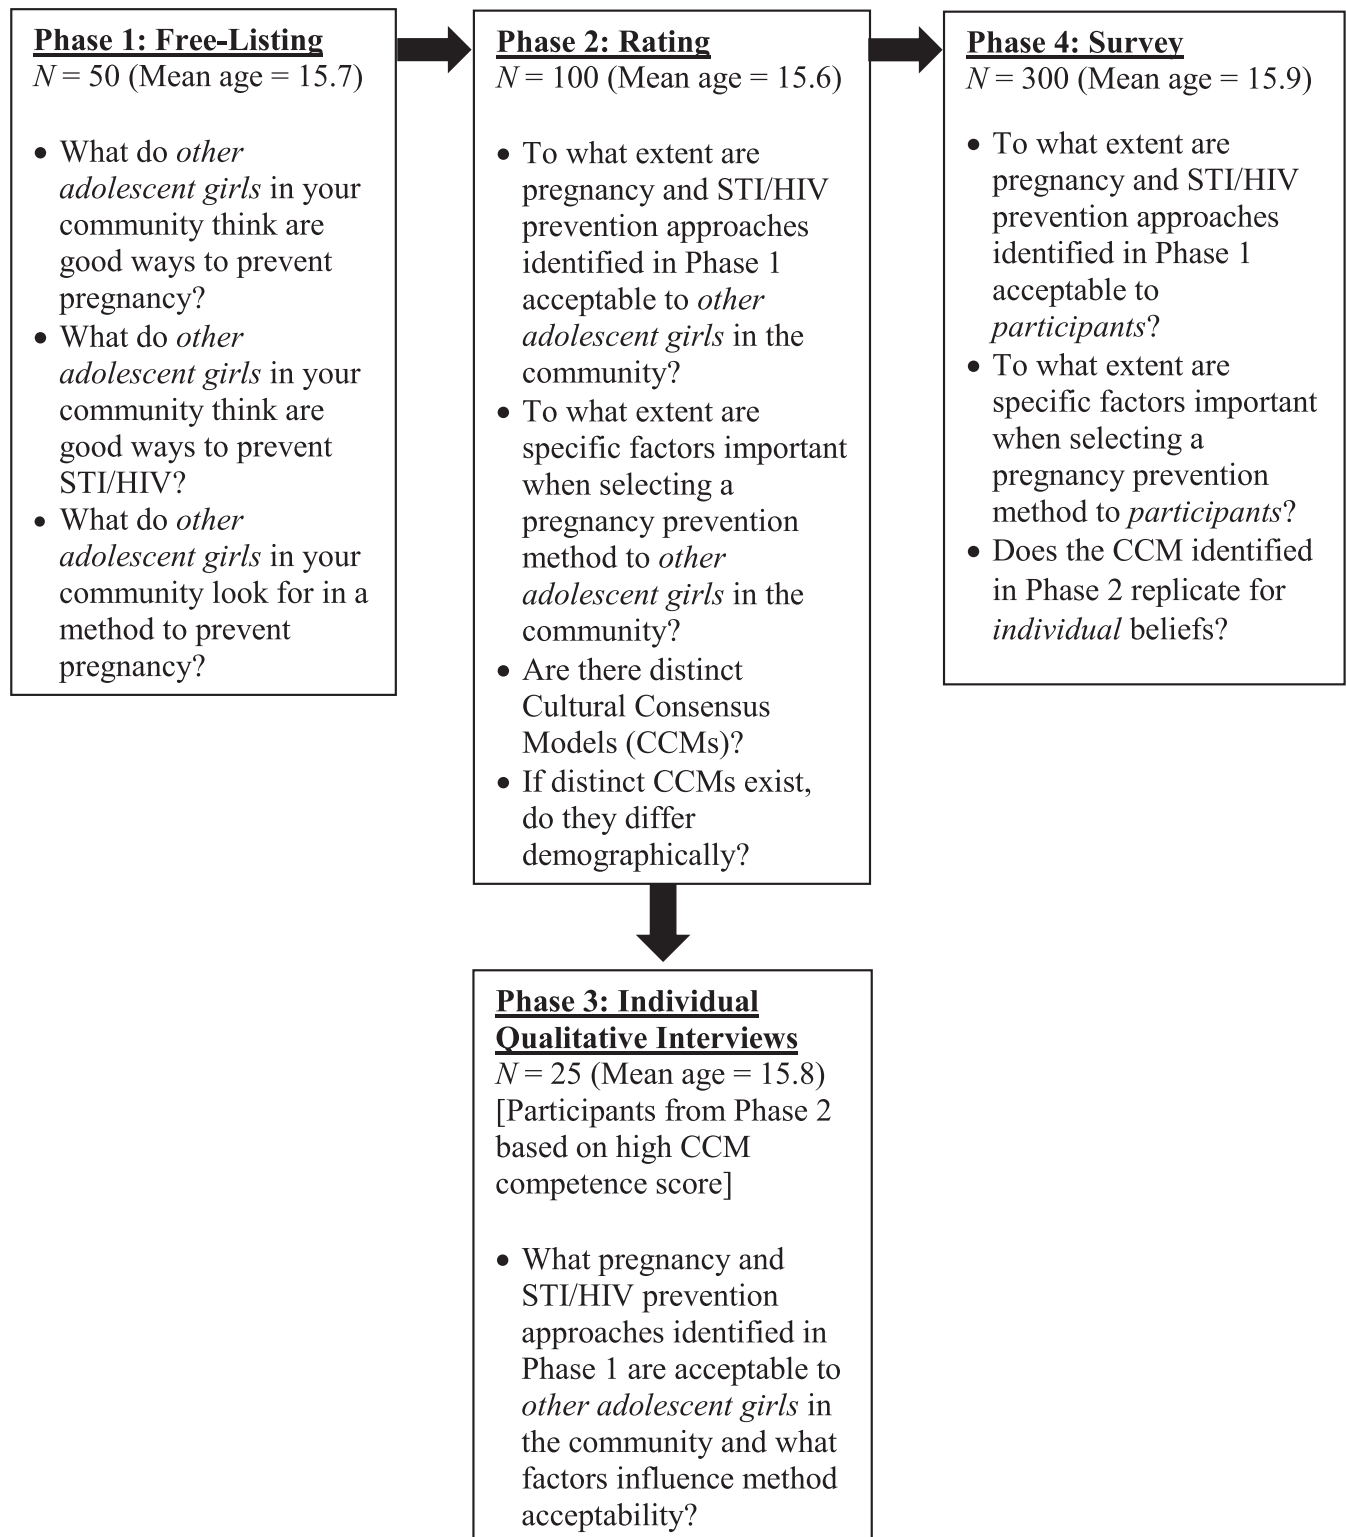 Phase 1: Free-Listing
N = 50 (Mean age = 15.7)
• What do other
adolescent girls in your
community think are
good ways to prevent
pregnancy?
• What do other
adolescent girls in your
community think are
good ways to prevent
STI/HIV?
• What do other
adolescent girls in your
community look for in a
method to prevent
pregnancy?
Phase 2: Rating
N = 100 (Mean age = 15.6)
• To what extent are
pregnancy and STI/HIV
prevention approaches
identified in Phase 1
acceptable to other
adolescent girls in the
community?
• To what extent are
specific factors important
when selecting a
pregnancy prevention
method to other
adolescent girls in the
community?
• Are there distinct
Cultural Consensus
Models (CCMs)?
• If distinct CCMs exist,
do they differ
demographically?
Phase 4: Survey
N = 300 (Mean age = 15.9)
• To what extent are
pregnancy and STI/HIV
prevention approaches
identified in Phase 1
acceptable to
participants?
• To what extent are
specific factors important
when selecting a
pregnancy prevention
method to participants?
• Does the CCM identified
in Phase 2 replicate for
individual beliefs?
Phase 3: Individual
Qualitative Interviews
N = 25 (Mean age = 15.8)
[Participants from Phase 2
based on high CCM
competence score]
• What pregnancy and
STI/HIV prevention
approaches identified in
Phase 1 are acceptable to
other adolescent girls in
the community and what
factors influence method
acceptability?